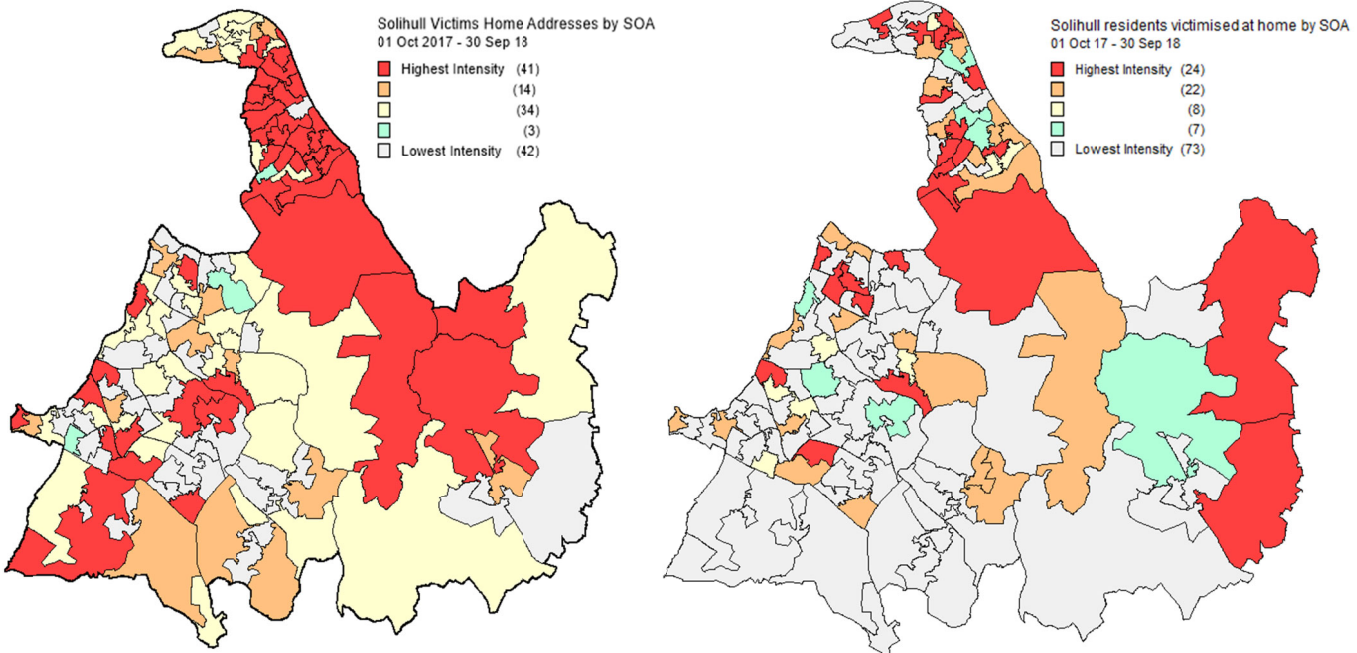 Solihull Victims Home Addresses by SOA
01 Oct 2017 - 30 Sep 18
Highest Intensity (41)
(14)
(34)
(3)
Lowest Intensity (42)
Solihull residents victimised at home by SOA
01 Oct 17 - 30 Sep 18
Highest Intensity (24)
(22)
(8)
(7)
Lowest Intensity (73)